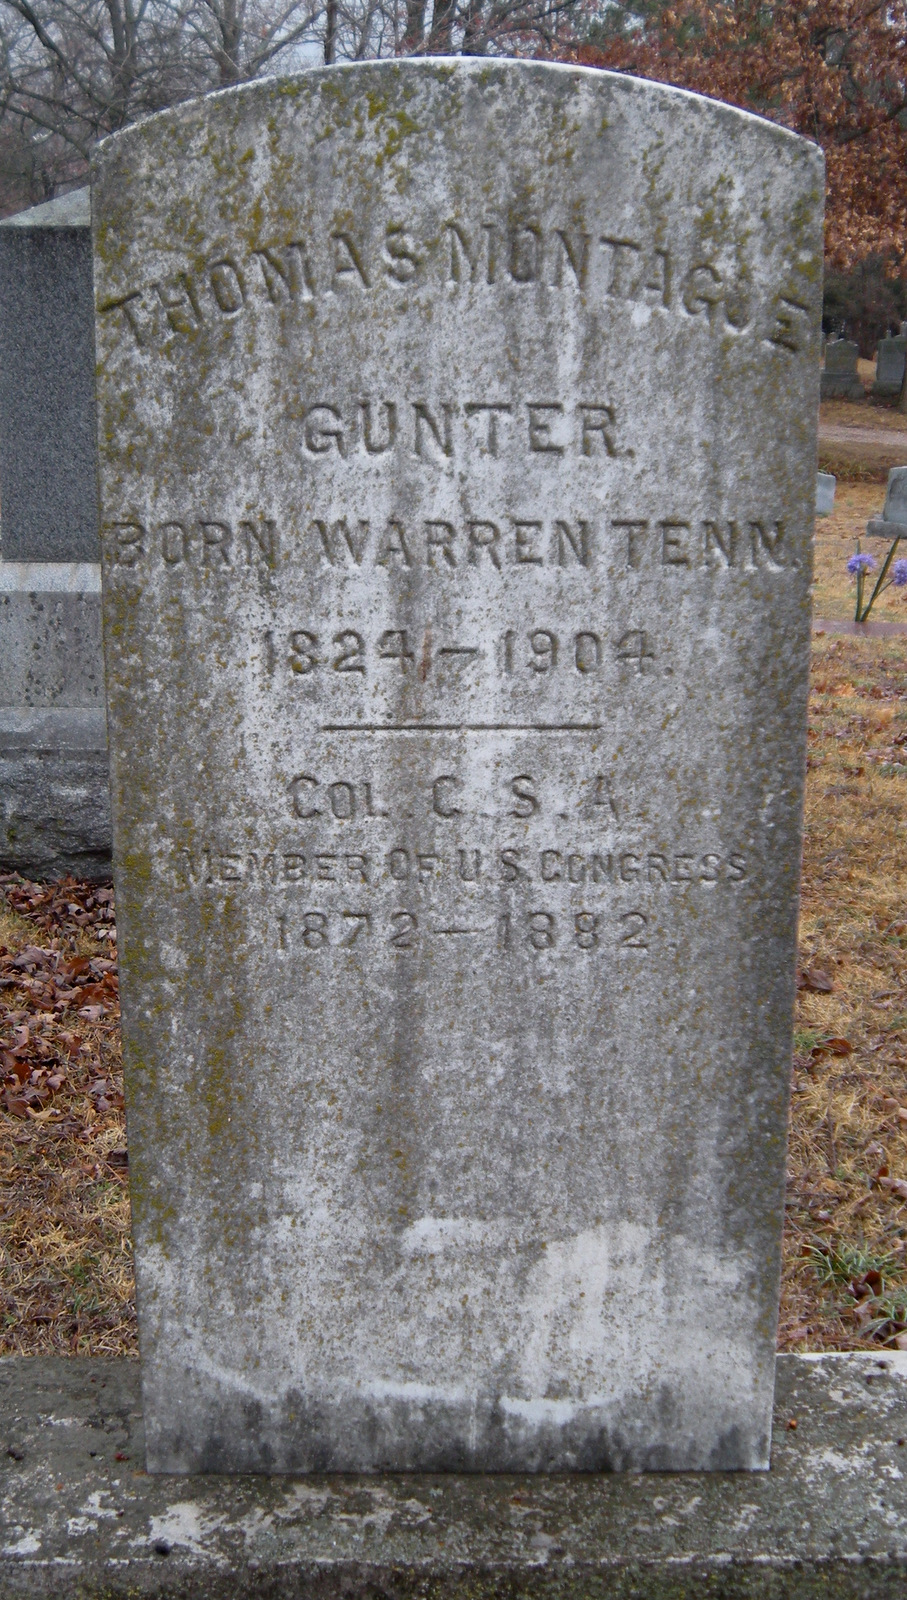 THOMAS MONTAGUE
GUNTER.
BORN WARREN TENN.
1824 - 1904.
COL. C. S. A.
MEMBER OF U.S. CONGRESS
1872 - 1882.